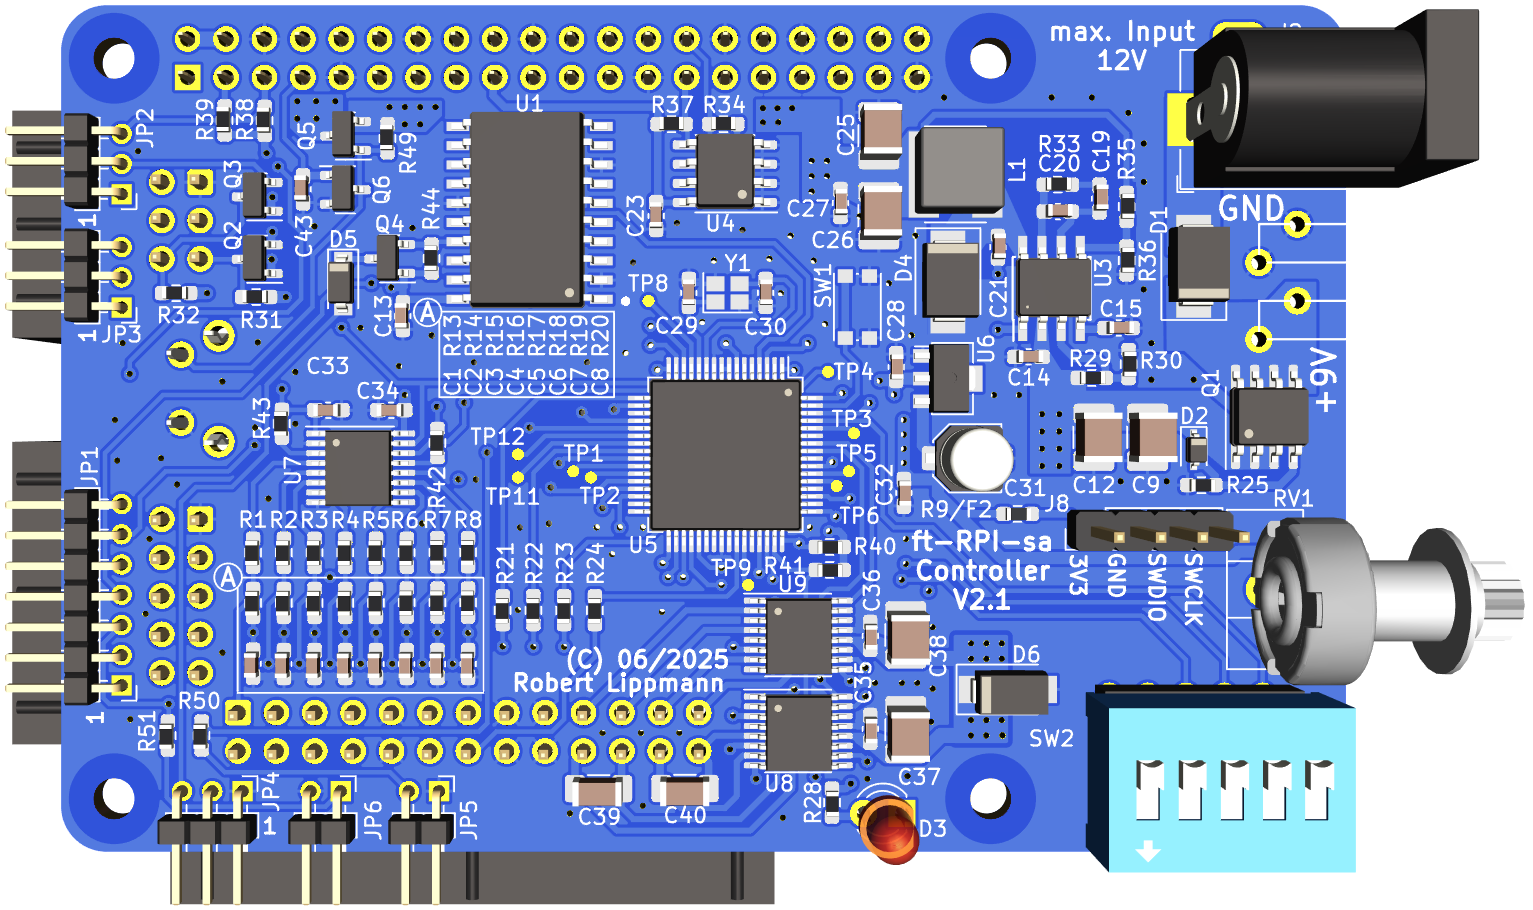 max. Input
12V
J2
R39
R38
Q5
R49
U1
R37
R34
C25
L1
R33
C20
C19
R35
JP2
1
Q3
C43
Q6
Q4
R44
C23
U4
C27
C26
GND
D1
Q2
D5
Y1
SW1
D4
C21
U3
R36
R32
R31
C13
A
TP8
C29
C30
C28
U6
C15
C14
R29
R30
1
JP3
C1 R13
C2 R14
C3 R15
C4 R16
C5 R17
C6 R18
C7 R19
C8 R20
C33
C34
R43
U7
R42
TP4
TP3
TP5
TP6
TP12
TP11
TP1
TP2
Q1
+9V
D2
C12
C9
R25
C32
R9/F2
C31
J8
RV1
JP1
1
R1 R2 R3 R4 R5 R6 R7 R8
A
R21
R22
R23
R24
U5
R40
R41
TP9
U9
C36
ft-RPI-sa
Controller
V2.1
3V3
GND
SWDIO
SWCLK
(C) 06/2025
Robert Lippmann
C38
C35
D6
SW2
R50
R51
U8
C37
R28
D3
C39
C40
JP4
1
JP6
JP5